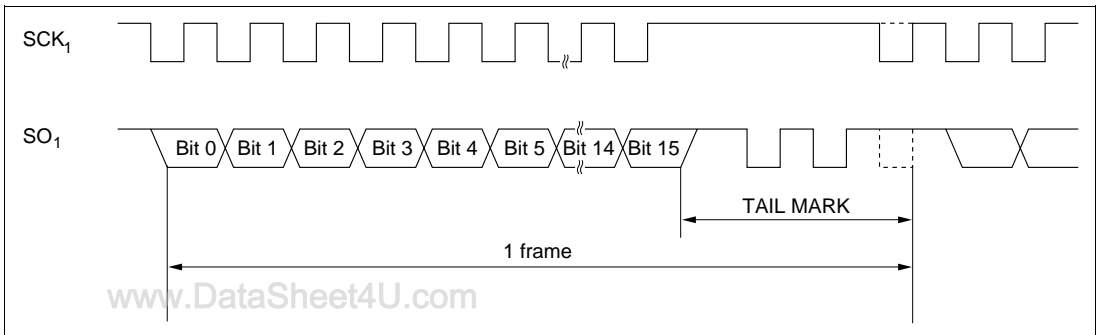 SCK1
SO1
Bit 0 Bit 1 Bit 2 Bit 3 Bit 4 Bit 5 Bit 14 Bit 15
TAIL MARK
1 frame
www.DataSheet4U.com